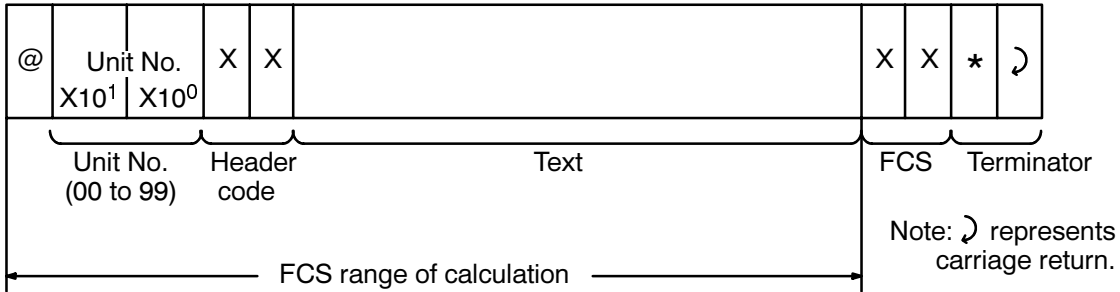 @ Unit No. X X X X * ⤸
X10¹ X10⁰
Unit No. Header Text FCS Terminator
(00 to 99) code
Note: ⤸ represents
carriage return.
FCS range of calculation